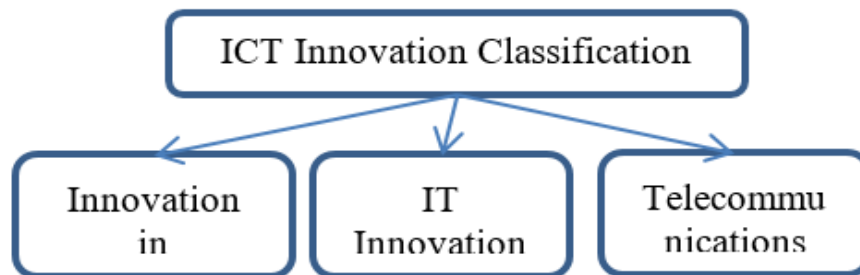 ICT Innovation Classification
Innovation
in
IT
Innovation
Telecommu
nications